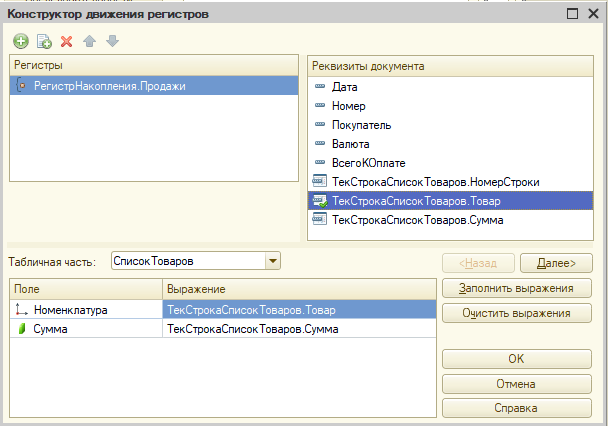 Конструктор движения регистров
Регистры
РегистрНакопления.Продажи
Реквизиты документа
Дата
Номер
Покупатель
Валюта
ВсегоКОплате
ТекСтрокаСписокТоваров.НомерСтроки
ТекСтрокаСписокТоваров.Товар
ТекСтрокаСписокТоваров.Сумма
Табличная часть: СписокТоваров
<Назад Далее>
Поле Выражение
Номенклатура ТекСтрокаСписокТоваров.Товар
Сумма ТекСтрокаСписокТоваров.Сумма
Заполнить выражения
Очистить выражения
OK
Отмена
Справка